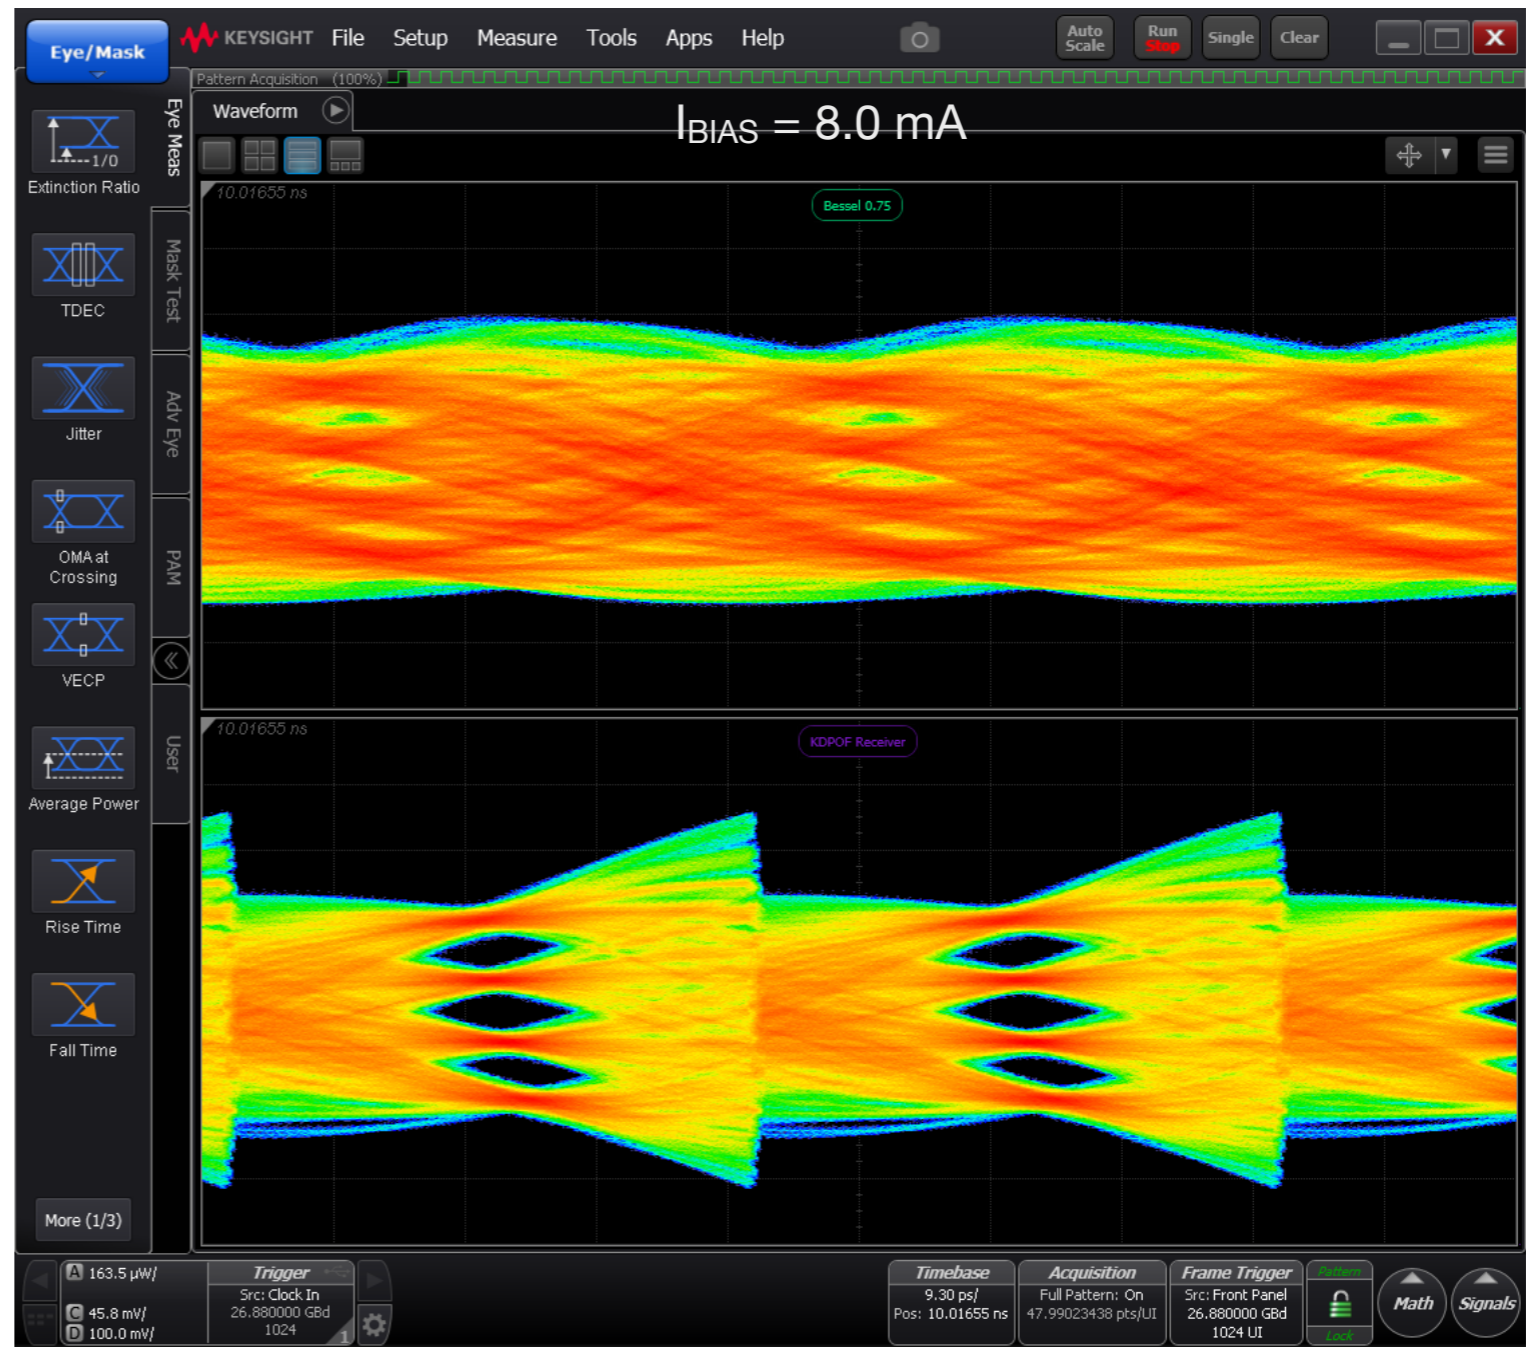 Eye/Mask
KEYSIGHT File Setup Measure Tools Apps Help
Auto Scale
Run Stop
Single
Clear
X
Pattern Acquisition (100%)
Waveform
I_BIAS = 8.0 mA
Eye Meas
Mask Test
Adv Eye
PAM
User
1/0
Extinction Ratio
TDEC
Jitter
OMA at
Crossing
VECP
Average Power
Rise Time
Fall Time
More (1/3)
10.01655 ns
Bessel 0.75
10.01655 ns
KDPOF Receiver
A 163.5 µW/
C 45.8 mV/
D 100.0 mV/
Trigger
Src: Clock In
26.880000 GBd
1024
1
Timebase
9.30 ps/
Pos: 10.01655 ns
Acquisition
Full Pattern: On
47.99023438 pts/UI
Frame Trigger
Src: Front Panel
26.880000 GBd
1024 UI
Pattern
Lock
Math
Signals